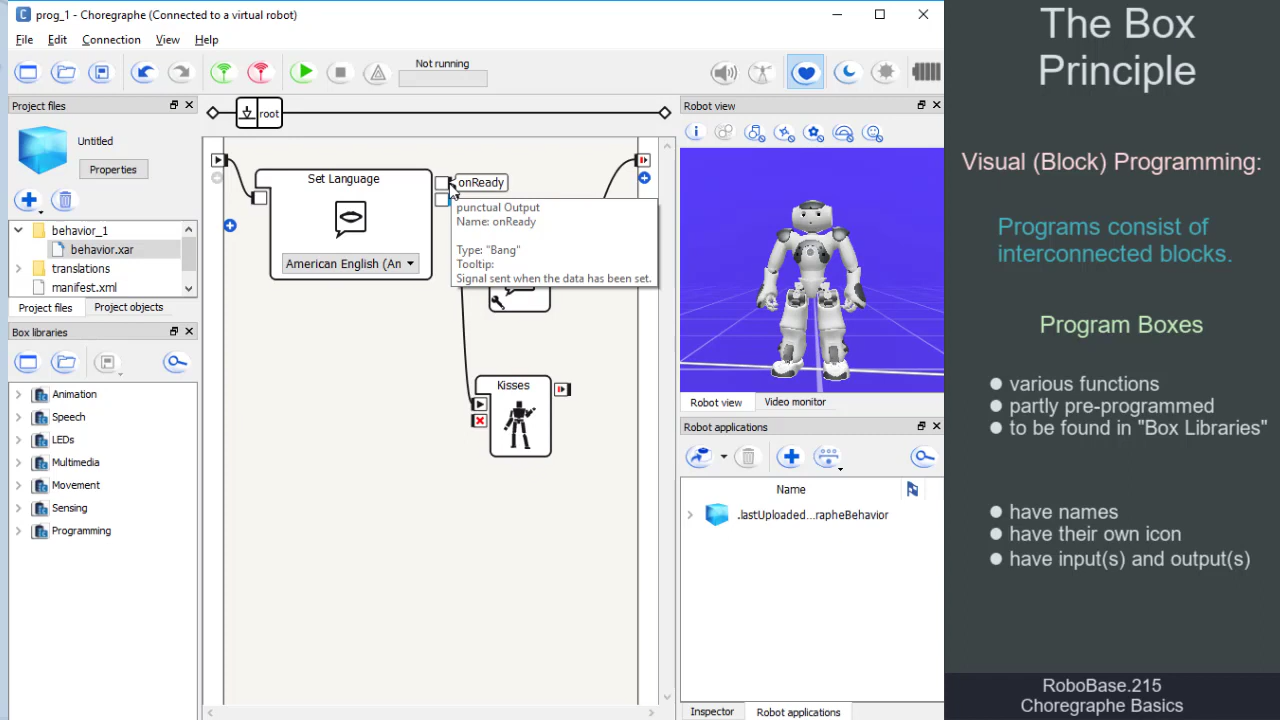 prog_1 - Choregraphe (Connected to a virtual robot)
File Edit Connection View Help
Not running
Project files
Untitled
Properties
behavior_1
behavior.xar
translations
manifest.xml
Project files Project objects
Box libraries
Animation
Speech
LEDs
Multimedia
Movement
Sensing
Programming
root
Set Language
American English (An
onReady
punctual Output
Name: onReady
Type: "Bang"
Tooltip:
Signal sent when the data has been set.
Kisses
Robot view
Robot view Video monitor
Robot applications
Name
.lastUploaded...rapheBehavior
Inspector Robot applications
The Box
Principle
Visual (Block) Programming:
Programs consist of
interconnected blocks.
Program Boxes
● various functions
● partly pre-programmed
● to be found in "Box Libraries"
● have names
● have their own icon
● have input(s) and output(s)
RoboBase.215
Choregraphe Basics